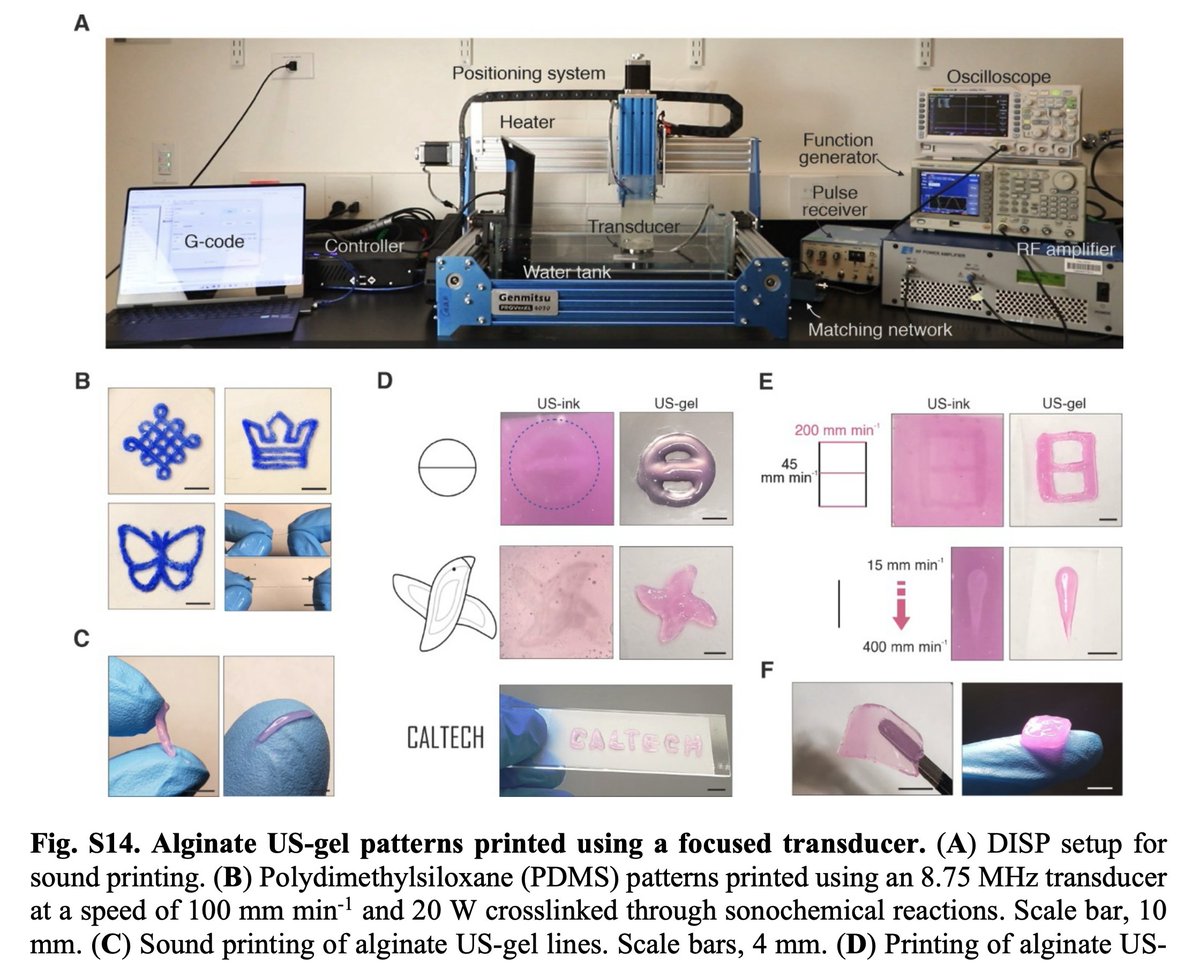 A
Positioning system
Oscilloscope
Heater
Function
generator
Pulse
receiver
Transducer
G-code
Controller
RF amplifier
Water tank
Genmitsu
PROVerXL 4030
Matching network
B
D
E
US-ink
US-gel
US-ink
US-gel
200 mm min⁻¹
45
mm min⁻¹
15 mm min⁻¹
400 mm min⁻¹
C
F
CALTECH
CALTECH
Fig. S14. Alginate US-gel patterns printed using a focused transducer. (A) DISP setup for
sound printing. (B) Polydimethylsiloxane (PDMS) patterns printed using an 8.75 MHz transducer
at a speed of 100 mm min⁻¹ and 20 W crosslinked through sonochemical reactions. Scale bar, 10
mm. (C) Sound printing of alginate US-gel lines. Scale bars, 4 mm. (D) Printing of alginate US-